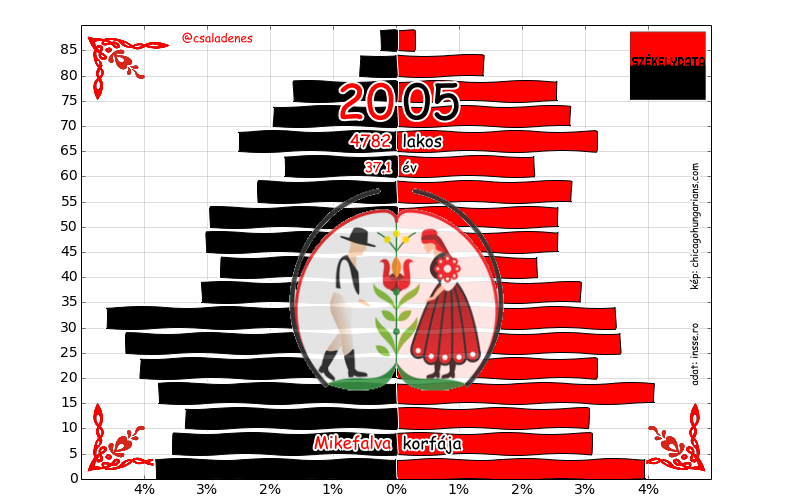 @csaladenes
SZÉKELYDATA
2005
4782 lakos
37.1 év
kép: chicagohungarians.com
adat: insse.ro
Mikefalva korfája
85
80
75
70
65
60
55
50
45
40
35
30
25
20
15
10
5
0
4% 3% 2% 1% 0% 1% 2% 3% 4%